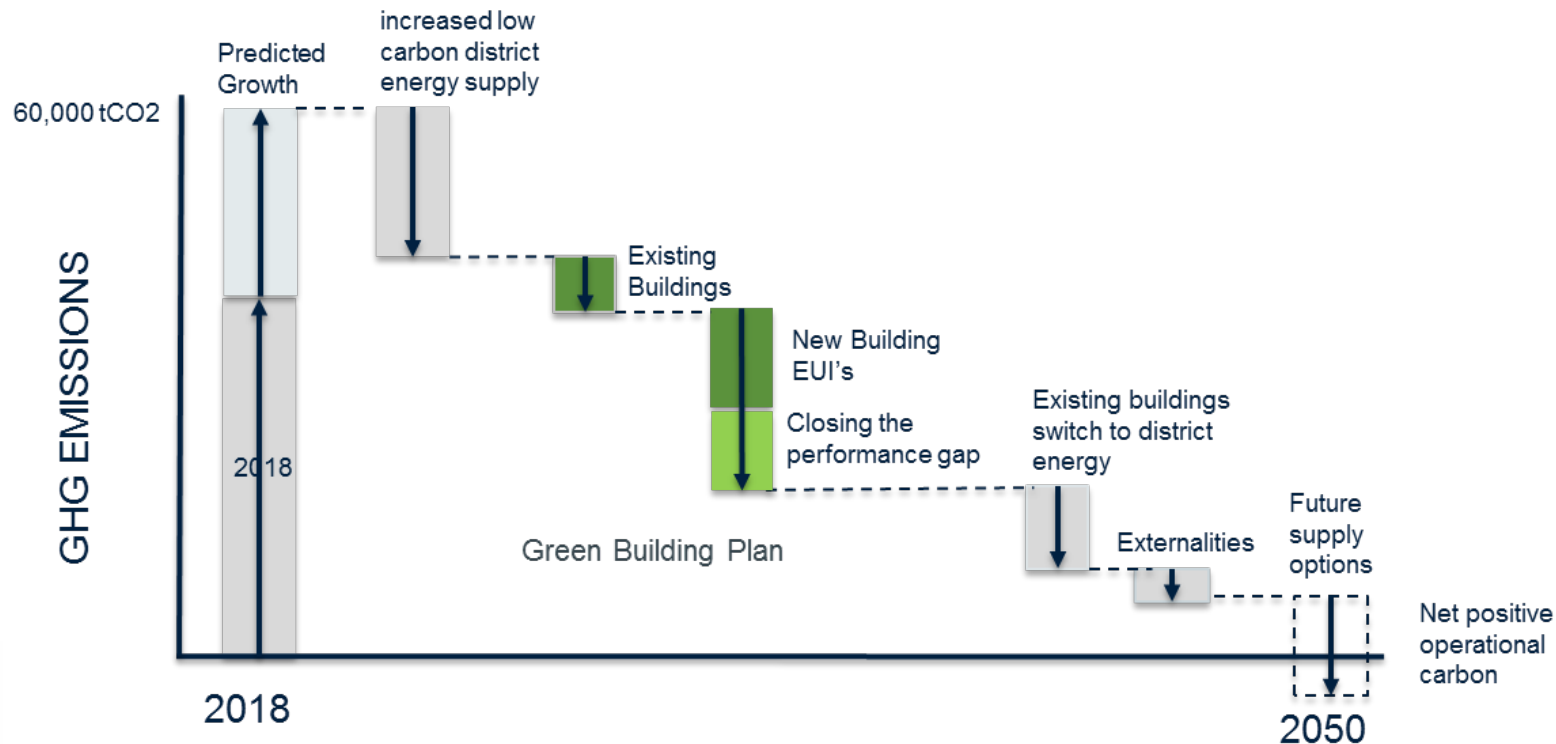 increased low
carbon district
energy supply
Predicted
Growth
60,000 tCO2
GHG EMISSIONS
2018
Existing
Buildings
New Building
EUI's
Closing the
performance gap
Green Building Plan
Existing buildings
switch to district
energy
Externalities
Future
supply
options
Net positive
operational
carbon
2018
2050